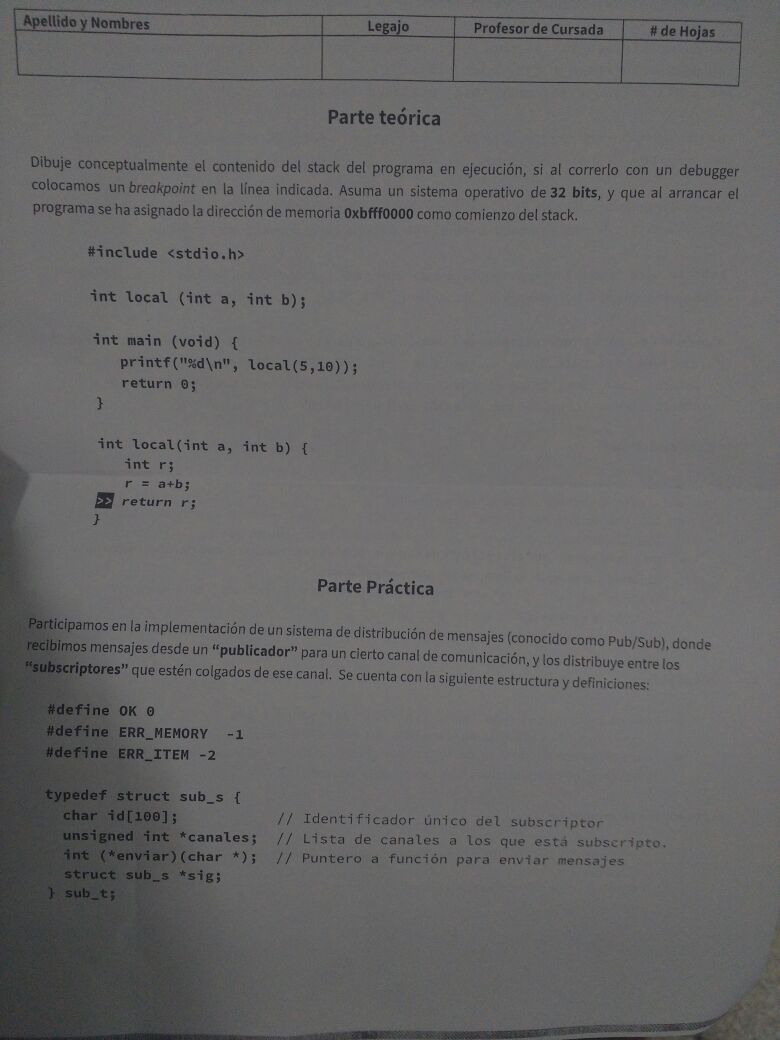 Apellido y Nombres Legajo Profesor de Cursada # de Hojas
Parte teórica
Dibuje conceptualmente el contenido del stack del programa en ejecución, si al correrlo con un debugger
colocamos un breakpoint en la línea indicada. Asuma un sistema operativo de 32 bits, y que al arrancar el
programa se ha asignado la dirección de memoria 0xbfff0000 como comienzo del stack.
#include <stdio.h>
int local (int a, int b);
int main (void) {
printf("%d\n", local(5,10));
return 0;
}
int local(int a, int b) {
int r;
r = a+b;
>> return r;
}
Parte Práctica
Participamos en la implementación de un sistema de distribución de mensajes (conocido como Pub/Sub), donde
recibimos mensajes desde un “publicador” para un cierto canal de comunicación, y los distribuye entre los
“subscriptores” que estén colgados de ese canal. Se cuenta con la siguiente estructura y definiciones:
#define OK 0
#define ERR_MEMORY -1
#define ERR_ITEM -2
typedef struct sub_s {
char id[100]; // Identificador único del subscriptor
unsigned int *canales; // Lista de canales a los que está subscripto.
int (*enviar)(char *); // Puntero a función para enviar mensajes
struct sub_s *sig;
} sub_t;